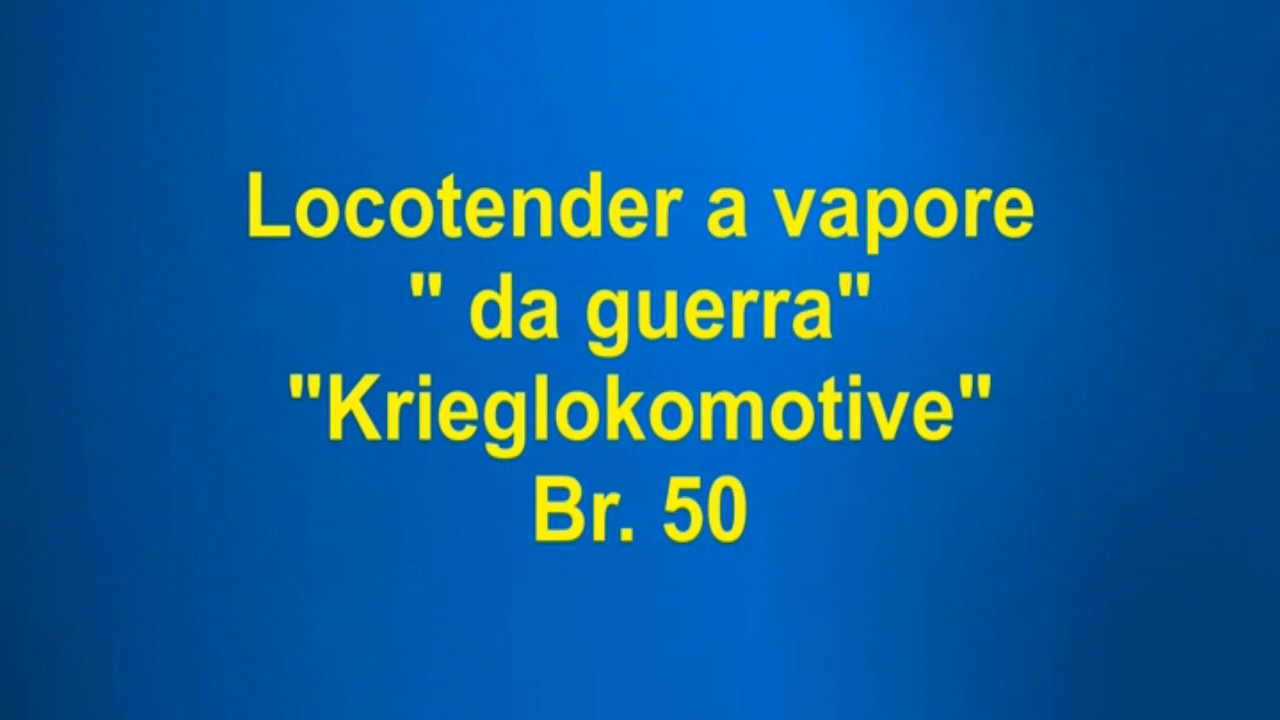 Locotender a vapore
" da guerra"
"Krieglokomotive"
Br. 50